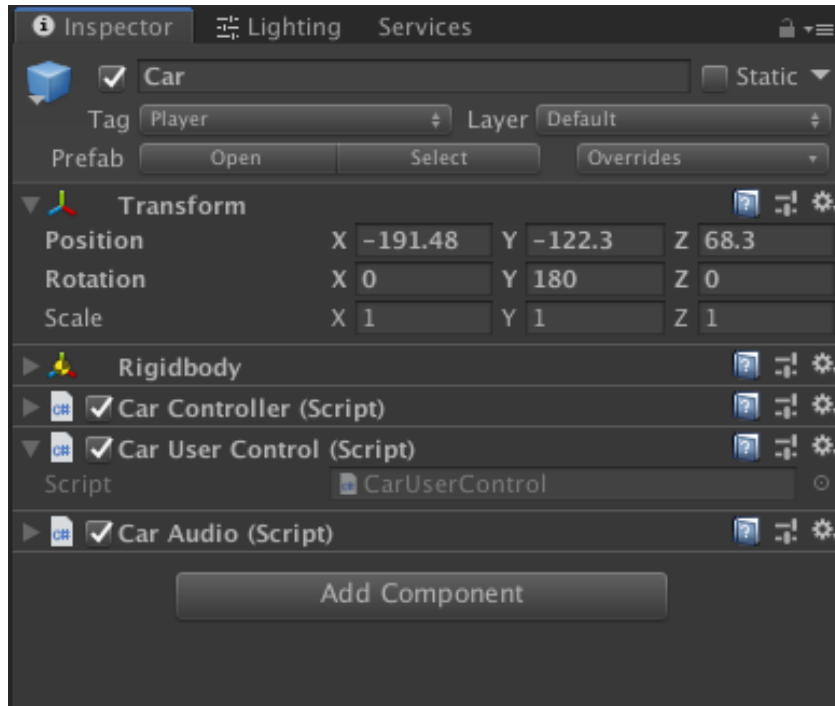 Inspector Lighting Services
Car Static
Tag Player Layer Default
Prefab Open Select Overrides
Transform
Position X -191.48 Y -122.3 Z 68.3
Rotation X 0 Y 180 Z 0
Scale X 1 Y 1 Z 1
Rigidbody
C# Car Controller (Script)
C# Car User Control (Script)
Script CarUserControl
C# Car Audio (Script)
Add Component